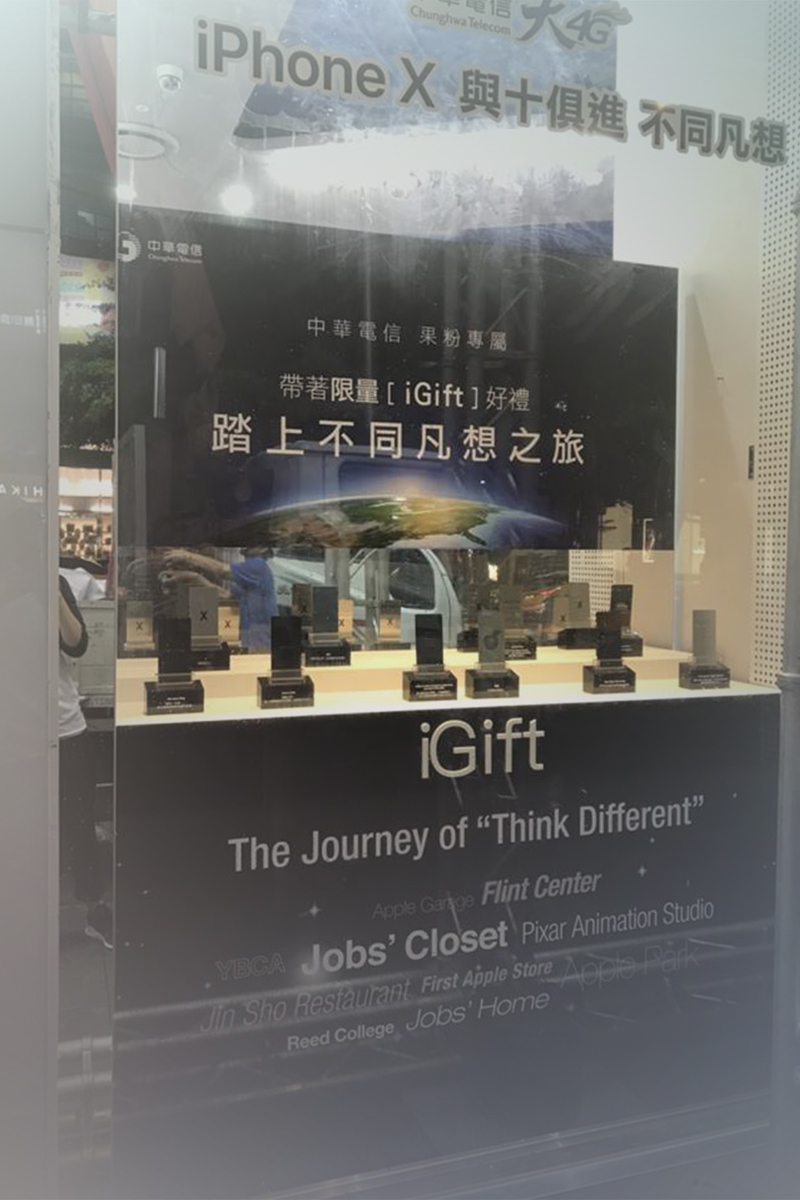 中華電信 大4G
Chunghwa Telecom
iPhone X 與十俱進 不同凡想
中華電信
Chunghwa Telecom
中華電信 果粉專屬
帶著限量[iGift]好禮
踏上不同凡想之旅
X X X X X X
iGift
The Journey of “Think Different”
Apple Garage Flint Center
YBCA Jobs’ Closet Pixar Animation Studio
Jin Sho Restaurant First Apple Store Apple Park
Reed College Jobs’ Home